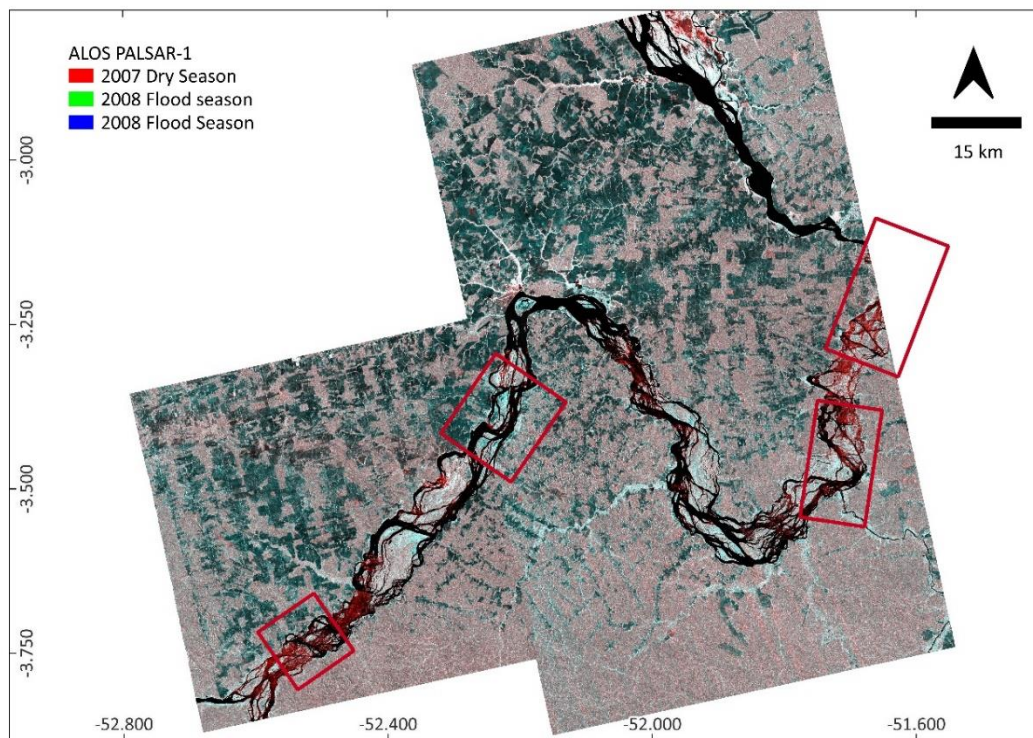 ALOS PALSAR-1
2007 Dry Season
2008 Flood season
2008 Flood Season
15 km
-3.000
-3.250
-3.500
-3.750
-52.800
-52.400
-52.000
-51.600